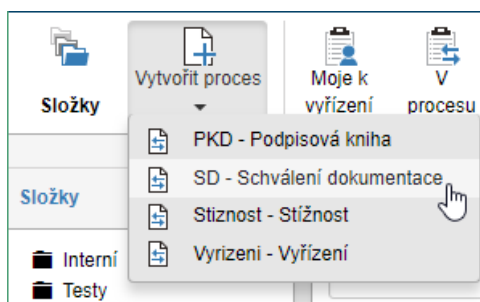 Složky
Vytvořit proces
Moje k
vyřízení
V
procesu
PKD - Podpisová kniha
SD - Schválení dokumentace
Stiznost - Stížnost
Vyrizeni - Vyřízení
Složky
Interní
Testy